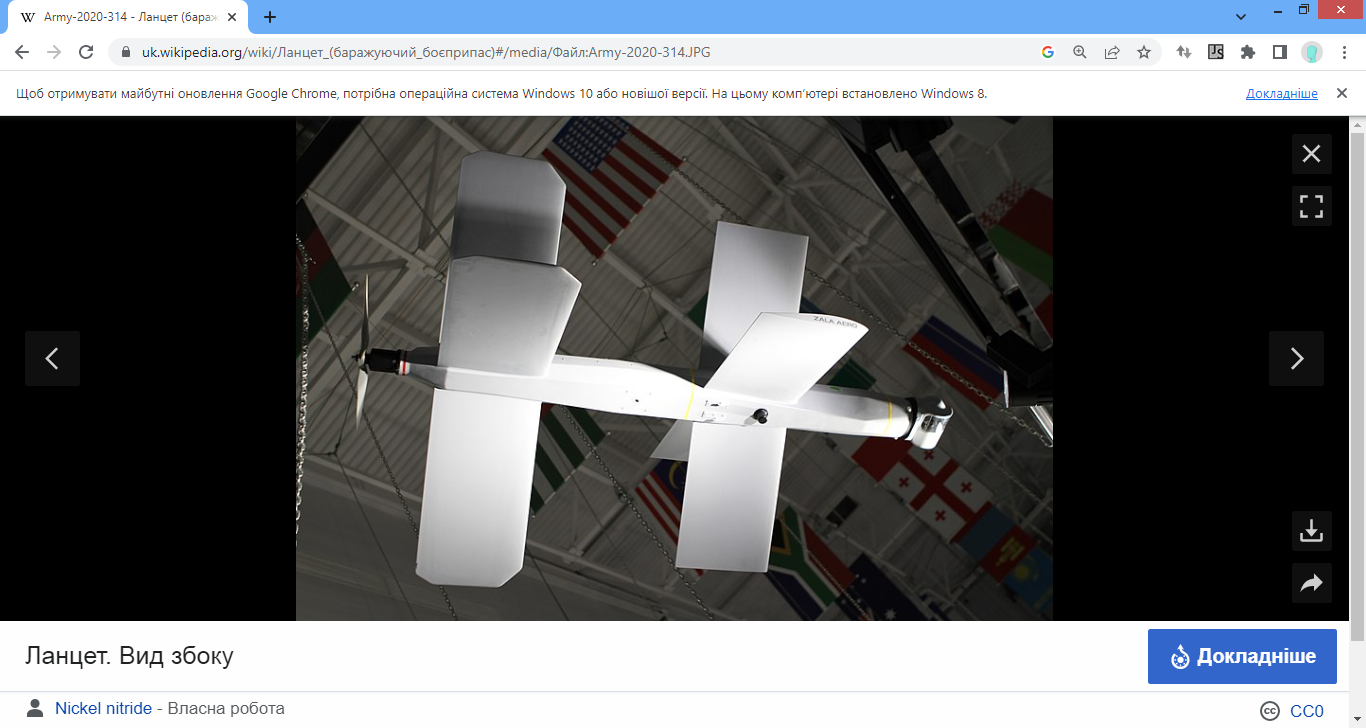 Army-2020-314 - Ланцет (бараж
uk.wikipedia.org/wiki/Ланцет_(баражуючий_боєприпас)#/media/Файл:Army-2020-314.JPG
Щоб отримувати майбутні оновлення Google Chrome, потрібна операційна система Windows 10 або новішої версії. На цьому комп’ютері встановлено Windows 8.
Докладніше
ZALA AERO
Ланцет. Вид збоку
Докладніше
Nickel nitride - Власна робота
cc CC0